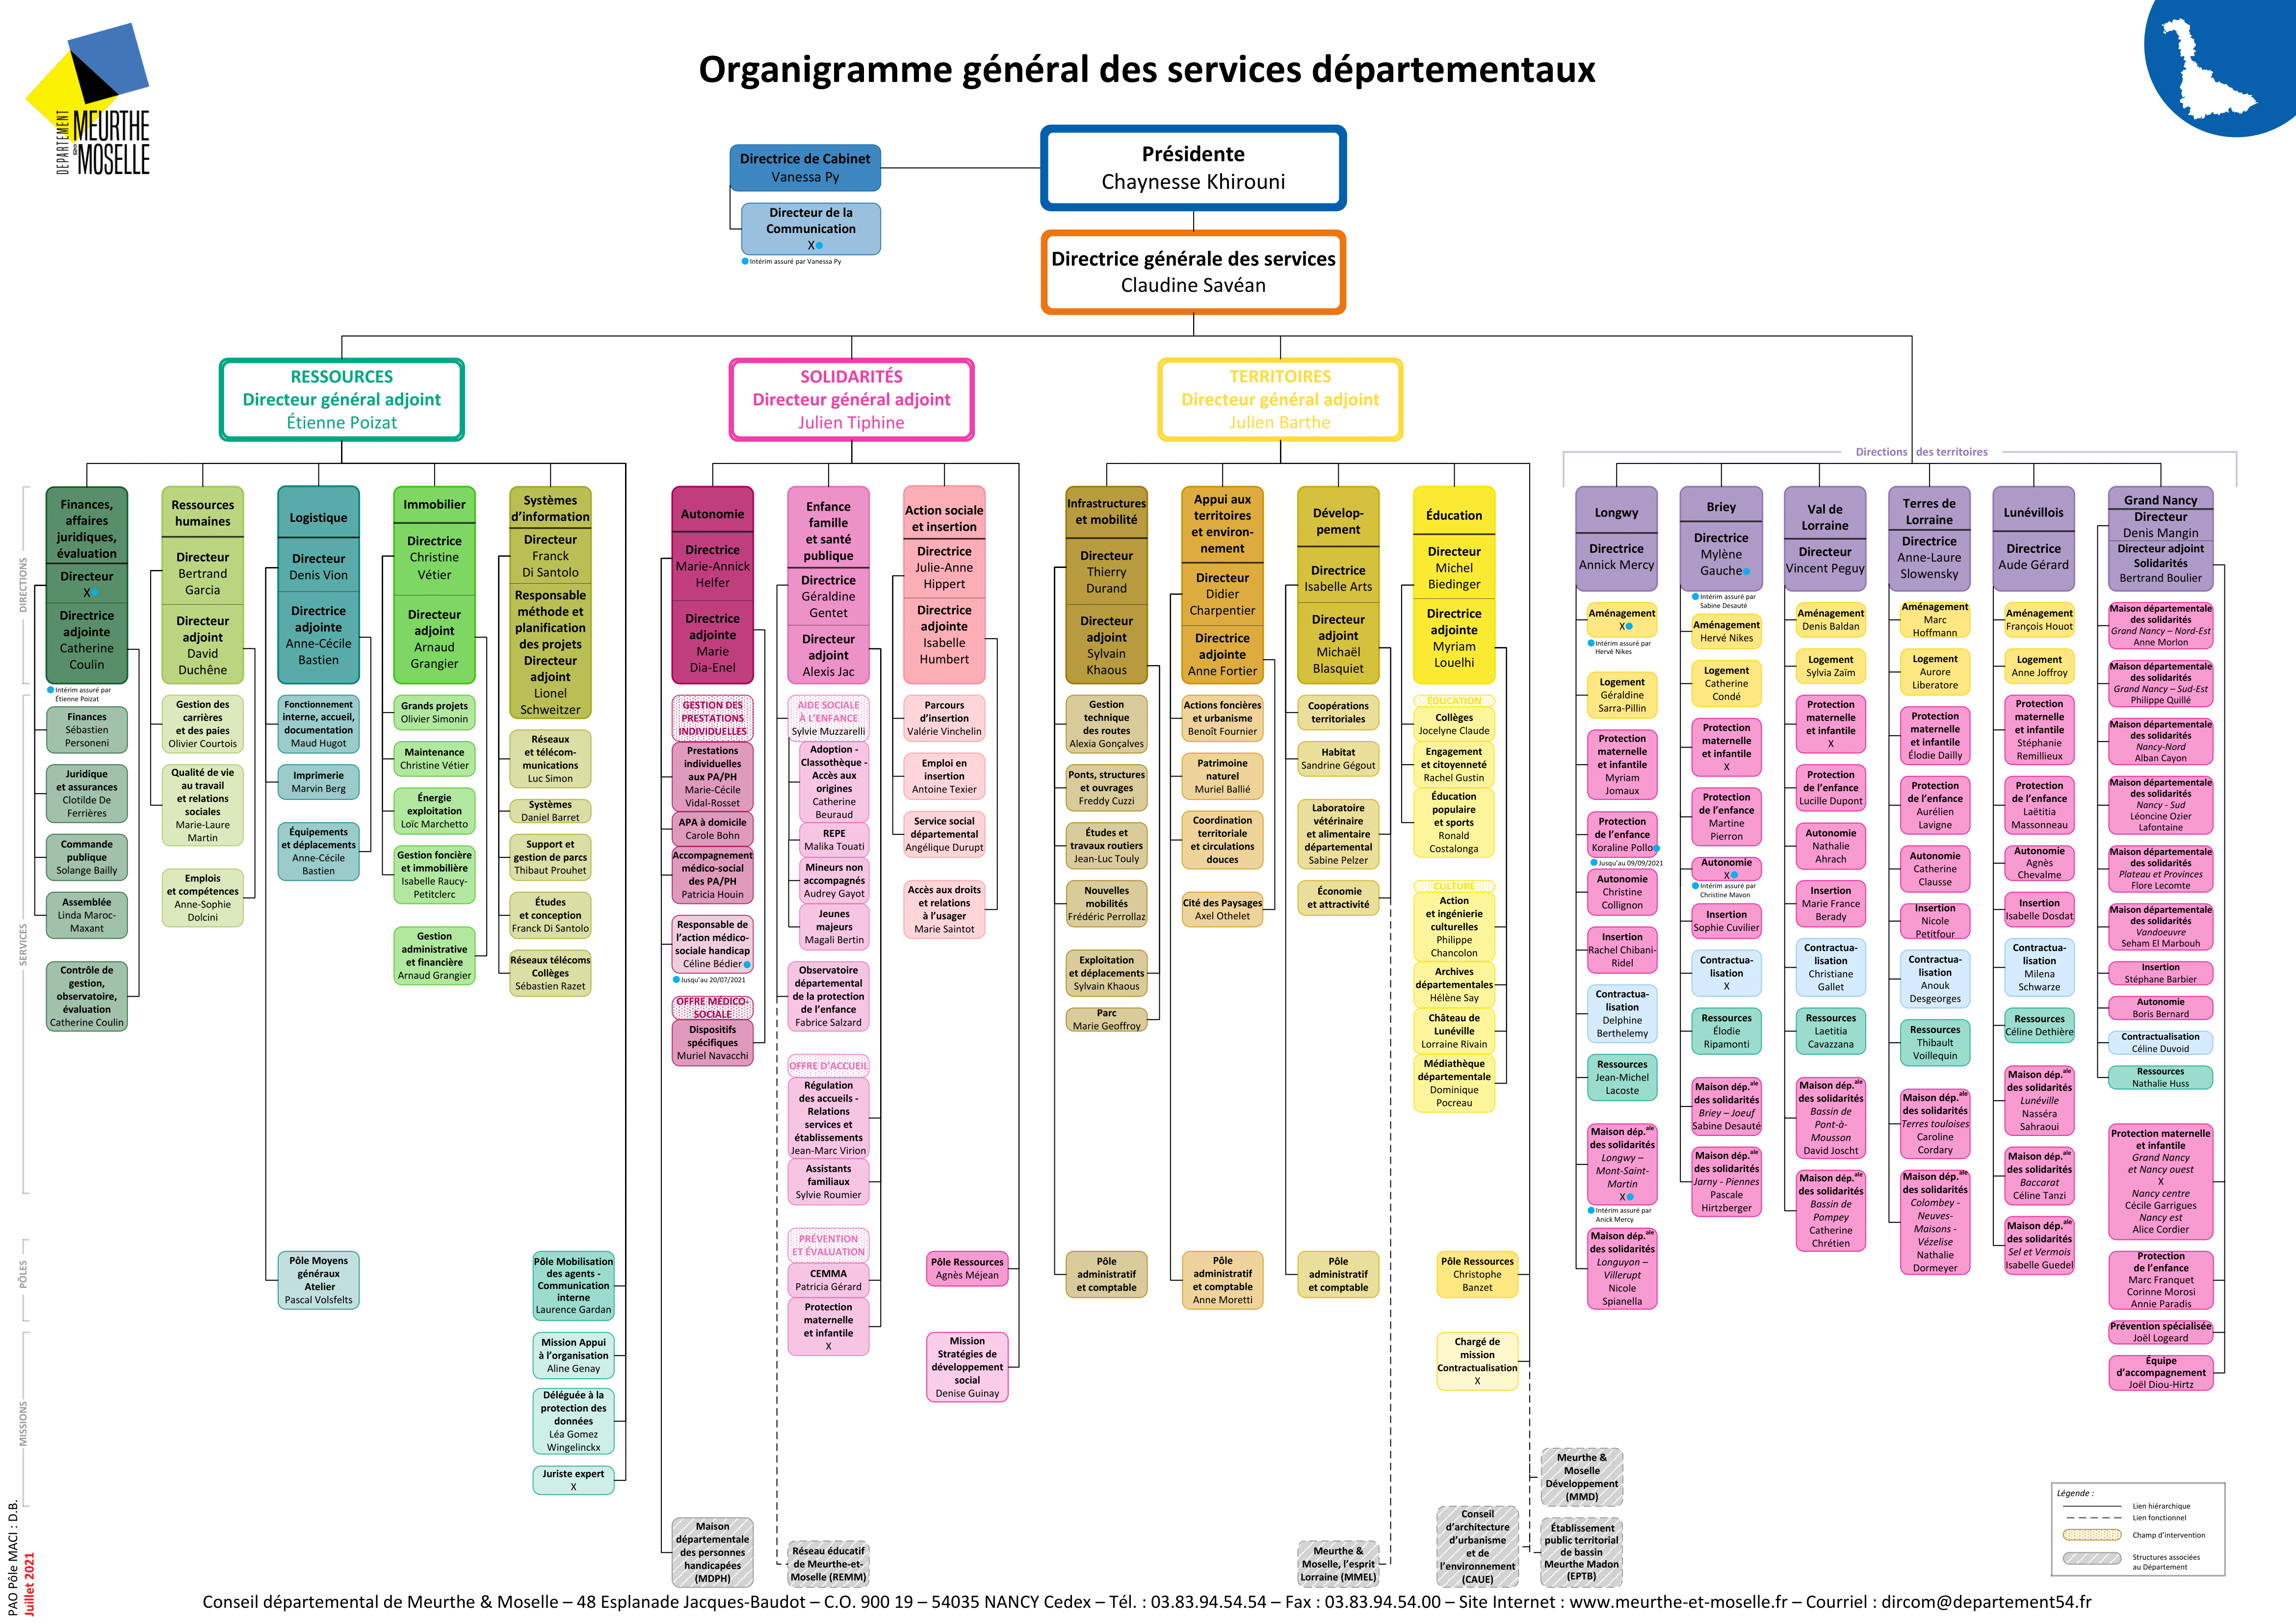 Organigramme général des services départementaux
DEPARTEMENT
MEURTHE
&
MOSELLE
Présidente
Chaynesse Khirouni
Directrice de Cabinet
Vanessa Py
Directeur de la
Communication
X
Intérim assuré par Vanessa Py
Directrice générale des services
Claudine Savéan
RESSOURCES
Directeur général adjoint
Étienne Poizat
SOLIDARITÉS
Directeur général adjoint
Julien Tiphine
TERRITOIRES
Directeur général adjoint
Julien Barthe
Directions des territoires
DIRECTIONS
SERVICES
PÔLES
MISSIONS
Finances,
affaires
juridiques,
évaluation
Directeur
X
Directrice
adjointe
Catherine
Coulin
Intérim assuré par
Étienne Poizat
Finances
Sébastien
Personeni
Juridique
et assurances
Clotilde De
Ferrières
Commande
publique
Solange Bailly
Assemblée
Linda Maroc-
Maxant
Contrôle de
gestion,
observatoire,
évaluation
Catherine Coulin
Ressources
humaines
Directeur
Bertrand
Garcia
Directeur
adjoint
David
Duchêne
Gestion des
carrières
et des paies
Olivier Courtois
Qualité de vie
au travail
et relations
sociales
Marie-Laure
Martin
Emplois
et compétences
Anne-Sophie
Dolcini
Logistique
Directeur
Denis Vion
Directrice
adjointe
Anne-Cécile
Bastien
Fonctionnement
interne, accueil,
documentation
Maud Hugot
Imprimerie
Marvin Berg
Équipements
et déplacements
Anne-Cécile
Bastien
Pôle Moyens
généraux
Atelier
Pascal Volsfelts
Immobilier
Directrice
Christine
Vétier
Directeur
adjoint
Arnaud
Grangier
Grands projets
Olivier Simonin
Maintenance
Christine Vétier
Énergie
exploitation
Loïc Marchetto
Gestion foncière
et immobilière
Isabelle Raucy-
Petitclerc
Gestion
administrative
et financière
Arnaud Grangier
Systèmes
d'information
Directeur
Franck
Di Santolo
Responsable
méthode et
planification
des projets
Directeur
adjoint
Lionel
Schweitzer
Réseaux
et télécom-
munications
Luc Simon
Systèmes
Daniel Barret
Support et
gestion de parcs
Thibaut Prouhet
Études
et conception
Franck Di Santolo
Réseaux télécoms
Collèges
Sébastien Razet
Pôle Mobilisation
des agents -
Communication
interne
Laurence Gardan
Mission Appui
à l'organisation
Aline Genay
Déléguée à la
protection des
données
Léa Gomez
Wingelinckx
Juriste expert
X
Autonomie
Directrice
Marie-Annick
Helfer
Directrice
adjointe
Marie
Dia-Enel
GESTION DES
PRESTATIONS
INDIVIDUELLES
Prestations
individuelles
aux PA/PH
Marie-Cécile
Vidal-Rosset
APA à domicile
Carole Bohn
Accompagnement
médico-social
des PA/PH
Patricia Houin
Responsable de
l'action médico-
sociale handicap
Céline Bédier
Jusqu'au 20/07/2021
OFFRE MÉDICO-
SOCIALE
Dispositifs
spécifiques
Muriel Navacchi
Maison
départementale
des personnes
handicapées
(MDPH)
Enfance
famille
et santé
publique
Directrice
Géraldine
Gentet
Directeur
adjoint
Alexis Jac
AIDE SOCIALE
À L'ENFANCE
Sylvie Muzzarelli
Adoption -
Classothèque -
Accès aux
origines
Catherine
Beuraud
REPE
Malika Touati
Mineurs non
accompagnés
Audrey Gayot
Jeunes
majeurs
Magali Bertin
Observatoire
départemental
de la protection
de l'enfance
Fabrice Salzard
OFFRE D'ACCUEIL
Régulation
des accueils -
Relations
services et
établissements
Jean-Marc Virion
Assistants
familiaux
Sylvie Roumier
PRÉVENTION
ET ÉVALUATION
CEMMA
Patricia Gérard
Protection
maternelle
et infantile
X
Réseau éducatif
de Meurthe-et-
Moselle (REMM)
Action sociale
et insertion
Directrice
Julie-Anne
Hippert
Directrice
adjointe
Isabelle
Humbert
Parcours
d'insertion
Valérie Vinchelin
Emploi en
insertion
Antoine Texier
Service social
départemental
Angélique Durupt
Accès aux droits
et relations
à l'usager
Marie Saintot
Pôle Ressources
Agnès Méjean
Mission
Stratégies de
développement
social
Denise Guinay
Infrastructures
et mobilité
Directeur
Thierry
Durand
Directeur
adjoint
Sylvain
Khaous
Gestion
technique
des routes
Alexia Gonçalves
Ponts, structures
et ouvrages
Freddy Cuzzi
Études et
travaux routiers
Jean-Luc Touly
Nouvelles
mobilités
Frédéric Perrollaz
Exploitation
et déplacements
Sylvain Khaous
Parc
Marie Geoffroy
Pôle
administratif
et comptable
Appui aux
territoires
et environ-
nement
Directeur
Didier
Charpentier
Directrice
adjointe
Anne Fortier
Actions foncières
et urbanisme
Benoît Fournier
Patrimoine
naturel
Muriel Ballié
Coordination
territoriale
et circulations
douces
Cité des Paysages
Axel Othelet
Pôle
administratif
et comptable
Anne Moretti
Dévelop-
pement
Directrice
Isabelle Arts
Directeur
adjoint
Michaël
Blasquiet
Coopérations
territoriales
Habitat
Sandrine Gégout
Laboratoire
vétérinaire
et alimentaire
départemental
Sabine Pelzer
Économie
et attractivité
Pôle
administratif
et comptable
Meurthe &
Moselle, l'esprit
Lorraine (MMEL)
Éducation
Directeur
Michel
Biedinger
Directrice
adjointe
Myriam
Louelhi
ÉDUCATION
Collèges
Jocelyne Claude
Engagement
et citoyenneté
Rachel Gustin
Éducation
populaire
et sports
Ronald
Costalonga
CULTURE
Action
et ingénierie
culturelles
Philippe
Chancolon
Archives
départementales
Hélène Say
Château de
Lunéville
Lorraine Rivain
Médiathèque
départementale
Dominique
Pocreau
Pôle Ressources
Christophe
Banzet
Chargé de
mission
Contractualisation
X
Meurthe &
Moselle
Développement
(MMD)
Conseil
d'architecture
d'urbanisme
et de
l'environnement
(CAUE)
Établissement
public territorial
de bassin
Meurthe Madon
(EPTB)
Longwy
Directrice
Annick Mercy
Aménagement
X
Intérim assuré par
Hervé Nikes
Logement
Géraldine
Sarra-Pillin
Protection
maternelle
et infantile
Myriam
Jomaux
Protection
de l'enfance
Koraline Pollo
Jusqu'au 09/09/2021
Autonomie
Christine
Collignon
Insertion
Rachel Chibani-
Ridel
Contractua-
lisation
Delphine
Berthelemy
Ressources
Jean-Michel
Lacoste
Maison dép.ale
des solidarités
Longwy –
Mont-Saint-
Martin
X
Intérim assuré par
Anick Mercy
Maison dép.ale
des solidarités
Longuyon –
Villerupt
Nicole
Spianella
Briey
Directrice
Mylène
Gauche
Intérim assuré par
Sabine Desauté
Aménagement
Hervé Nikes
Logement
Catherine
Condé
Protection
maternelle
et infantile
X
Protection
de l'enfance
Martine
Pierron
Autonomie
X
Intérim assuré par
Christine Mavon
Insertion
Sophie Cuvilier
Contractua-
lisation
X
Ressources
Élodie
Ripamonti
Maison dép.ale
des solidarités
Briey – Joeuf
Sabine Desauté
Maison dép.ale
des solidarités
Jarny - Piennes
Pascale
Hirtzberger
Val de
Lorraine
Directeur
Vincent Peguy
Aménagement
Denis Baldan
Logement
Sylvia Zaïm
Protection
maternelle
et infantile
X
Protection
de l'enfance
Lucille Dupont
Autonomie
Nathalie
Ahrach
Insertion
Marie France
Berady
Contractua-
lisation
Christiane
Gallet
Ressources
Laetitia
Cavazzana
Maison dép.ale
des solidarités
Bassin de
Pont-à-
Mousson
David Joscht
Maison dép.ale
des solidarités
Bassin de
Pompey
Catherine
Chrétien
Terres de
Lorraine
Directrice
Anne-Laure
Slowensky
Aménagement
Marc
Hoffmann
Logement
Aurore
Liberatore
Protection
maternelle
et infantile
Élodie Dailly
Protection
de l'enfance
Aurélien
Lavigne
Autonomie
Catherine
Clausse
Insertion
Nicole
Petitfour
Contractua-
lisation
Anouk
Desgeorges
Ressources
Thibault
Voillequin
Maison dép.ale
des solidarités
Terres touloises
Caroline
Cordary
Maison dép.ale
des solidarités
Colombey -
Neuves-
Maisons -
Vézelise
Nathalie
Dormeyer
Lunévillois
Directrice
Aude Gérard
Aménagement
François Houot
Logement
Anne Joffroy
Protection
maternelle
et infantile
Stéphanie
Remillieux
Protection
de l'enfance
Laëtitia
Massonneau
Autonomie
Agnès
Chevalme
Insertion
Isabelle Dosdat
Contractua-
lisation
Milena
Schwarze
Ressources
Céline Dethière
Maison dép.ale
des solidarités
Lunéville
Nasséra
Sahraoui
Maison dép.ale
des solidarités
Baccarat
Céline Tanzi
Maison dép.ale
des solidarités
Sel et Vermois
Isabelle Guedel
Grand Nancy
Directeur
Denis Mangin
Directeur adjoint
Solidarités
Bertrand Boulier
Maison départementale
des solidarités
Grand Nancy – Nord-Est
Anne Morlon
Maison départementale
des solidarités
Grand Nancy – Sud-Est
Philippe Quillé
Maison départementale
des solidarités
Nancy-Nord
Alban Cayon
Maison départementale
des solidarités
Nancy - Sud
Léoncine Ozier
Lafontaine
Maison départementale
des solidarités
Plateau et Provinces
Flore Lecomte
Maison départementale
des solidarités
Vandoeuvre
Seham El Marbouh
Insertion
Stéphane Barbier
Autonomie
Boris Bernard
Contractualisation
Céline Duvoid
Ressources
Nathalie Huss
Protection maternelle
et infantile
Grand Nancy
et Nancy ouest
X
Nancy centre
Cécile Garrigues
Nancy est
Alice Cordier
Protection
de l'enfance
Marc Franquet
Corinne Morosi
Annie Paradis
Prévention spécialisée
Joël Logeard
Équipe
d'accompagnement
Joël Diou-Hirtz
Légende :
Lien hiérarchique
Lien fonctionnel
Champ d'intervention
Structures associées
au Département
PAO Pôle MACI : D.B.
Juillet 2021
Conseil départemental de Meurthe & Moselle – 48 Esplanade Jacques-Baudot – C.O. 900 19 – 54035 NANCY Cedex – Tél. : 03.83.94.54.54 – Fax : 03.83.94.54.00 – Site Internet : www.meurthe-et-moselle.fr – Courriel : dircom@departement54.fr